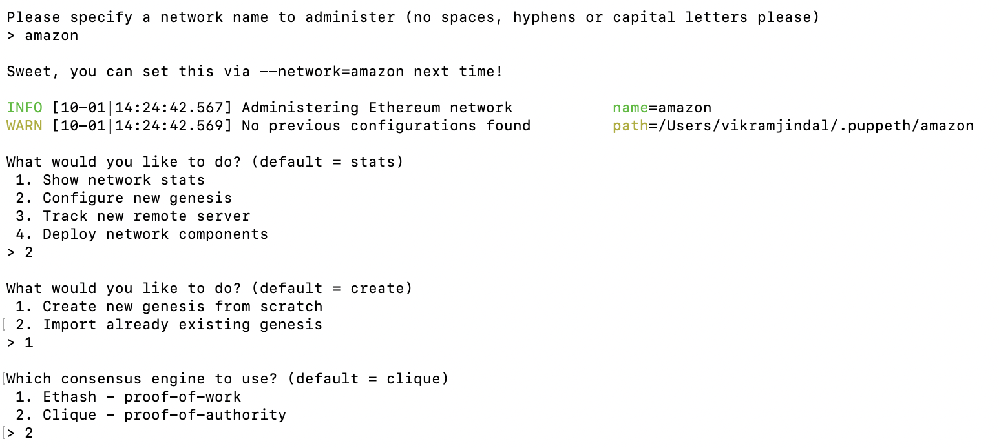 Please specify a network name to administer (no spaces, hyphens or capital letters please)
> amazon
Sweet, you can set this via --network=amazon next time!
INFO [10-01|14:24:42.567] Administering Ethereum network name=amazon
WARN [10-01|14:24:42.569] No previous configurations found path=/Users/vikramjindal/.puppeth/amazon
What would you like to do? (default = stats)
1. Show network stats
2. Configure new genesis
3. Track new remote server
4. Deploy network components
> 2
What would you like to do? (default = create)
1. Create new genesis from scratch
[ 2. Import already existing genesis
> 1
[Which consensus engine to use? (default = clique)
1. Ethash - proof-of-work
2. Clique - proof-of-authority
[> 2